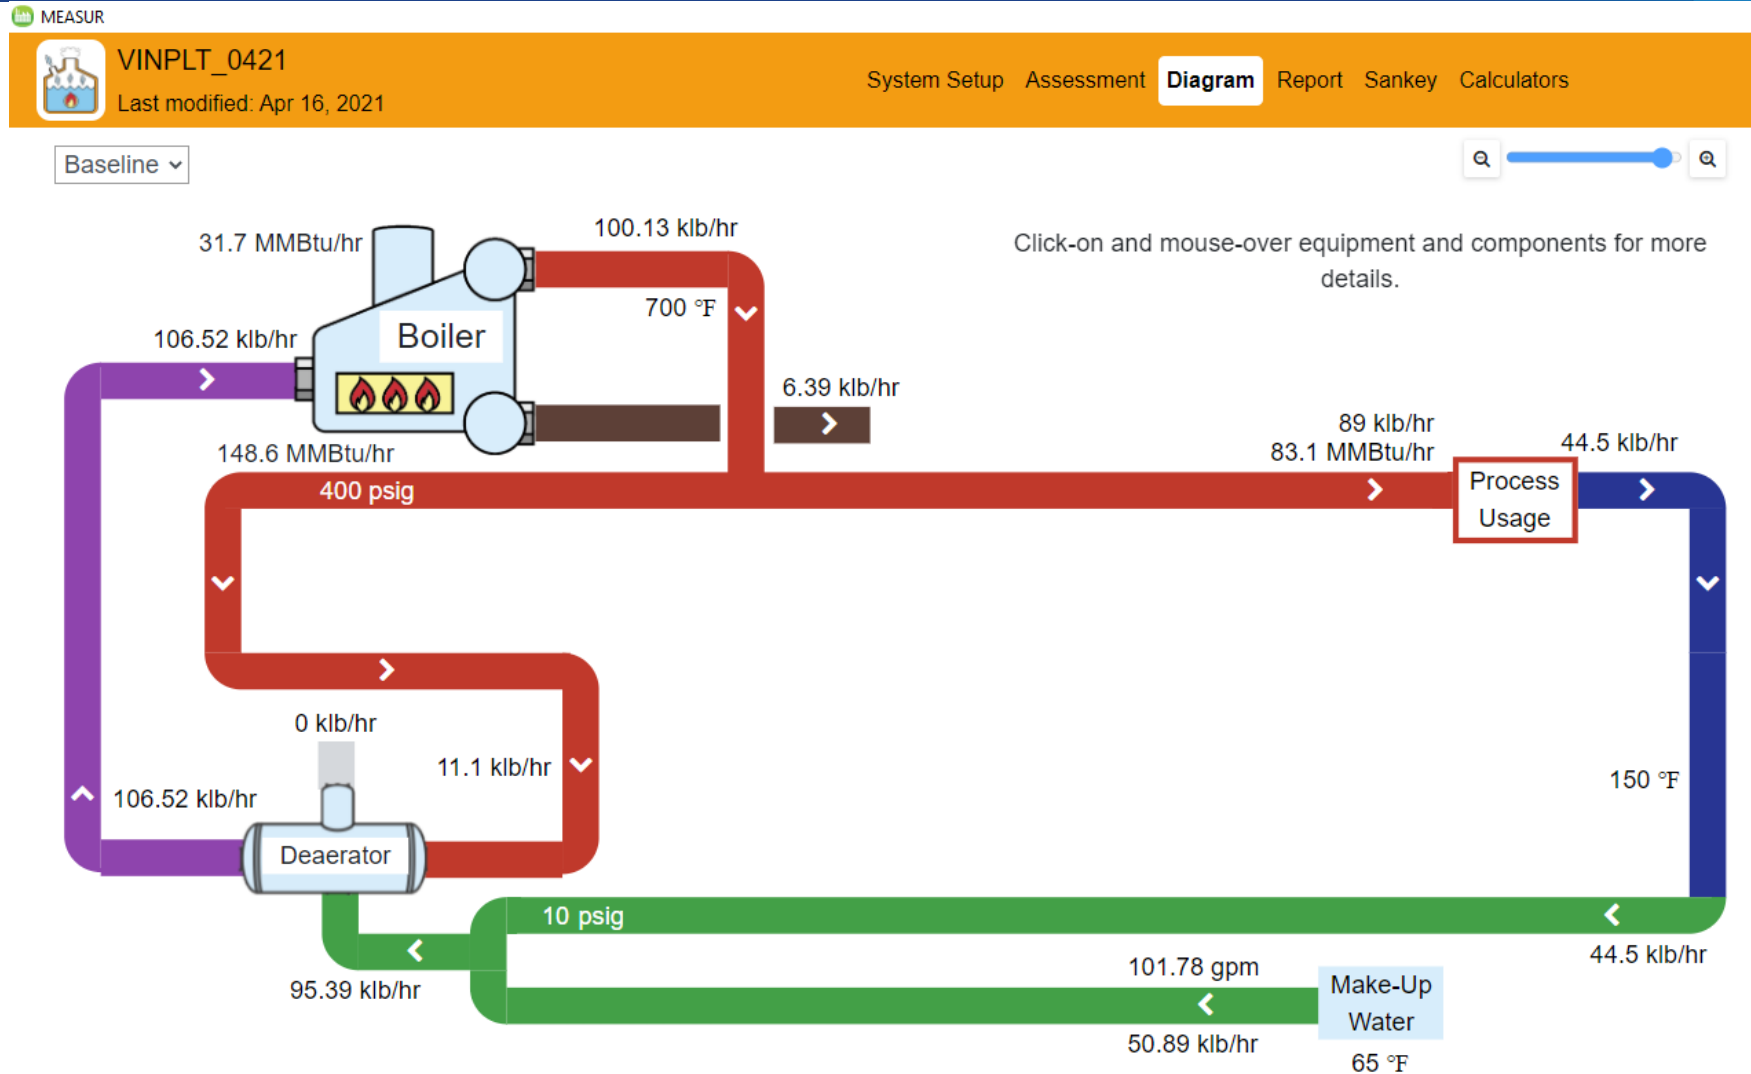 MEASUR
VINPLT_0421
Last modified: Apr 16, 2021
System Setup Assessment Diagram Report Sankey Calculators
Baseline
31.7 MMBtu/hr
100.13 klb/hr
Click-on and mouse-over equipment and components for more
details.
700 °F
106.52 klb/hr
Boiler
6.39 klb/hr
148.6 MMBtu/hr
89 klb/hr
83.1 MMBtu/hr
44.5 klb/hr
400 psig
Process
Usage
0 klb/hr
11.1 klb/hr
150 °F
106.52 klb/hr
Deaerator
10 psig
44.5 klb/hr
95.39 klb/hr
101.78 gpm
Make-Up
Water
50.89 klb/hr
65 °F